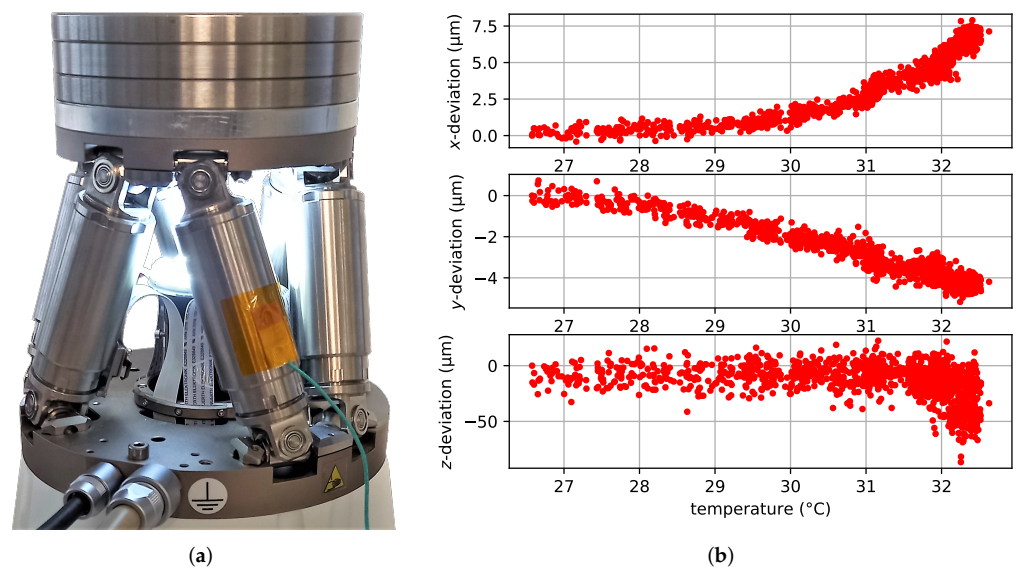 x-deviation (μm)
7.5
5.0
2.5
0.0
27 28 29 30 31 32
y-deviation (μm)
0
−2
−4
27 28 29 30 31 32
z-deviation (μm)
0
−50
27 28 29 30 31 32
temperature (°C)
(a) (b)